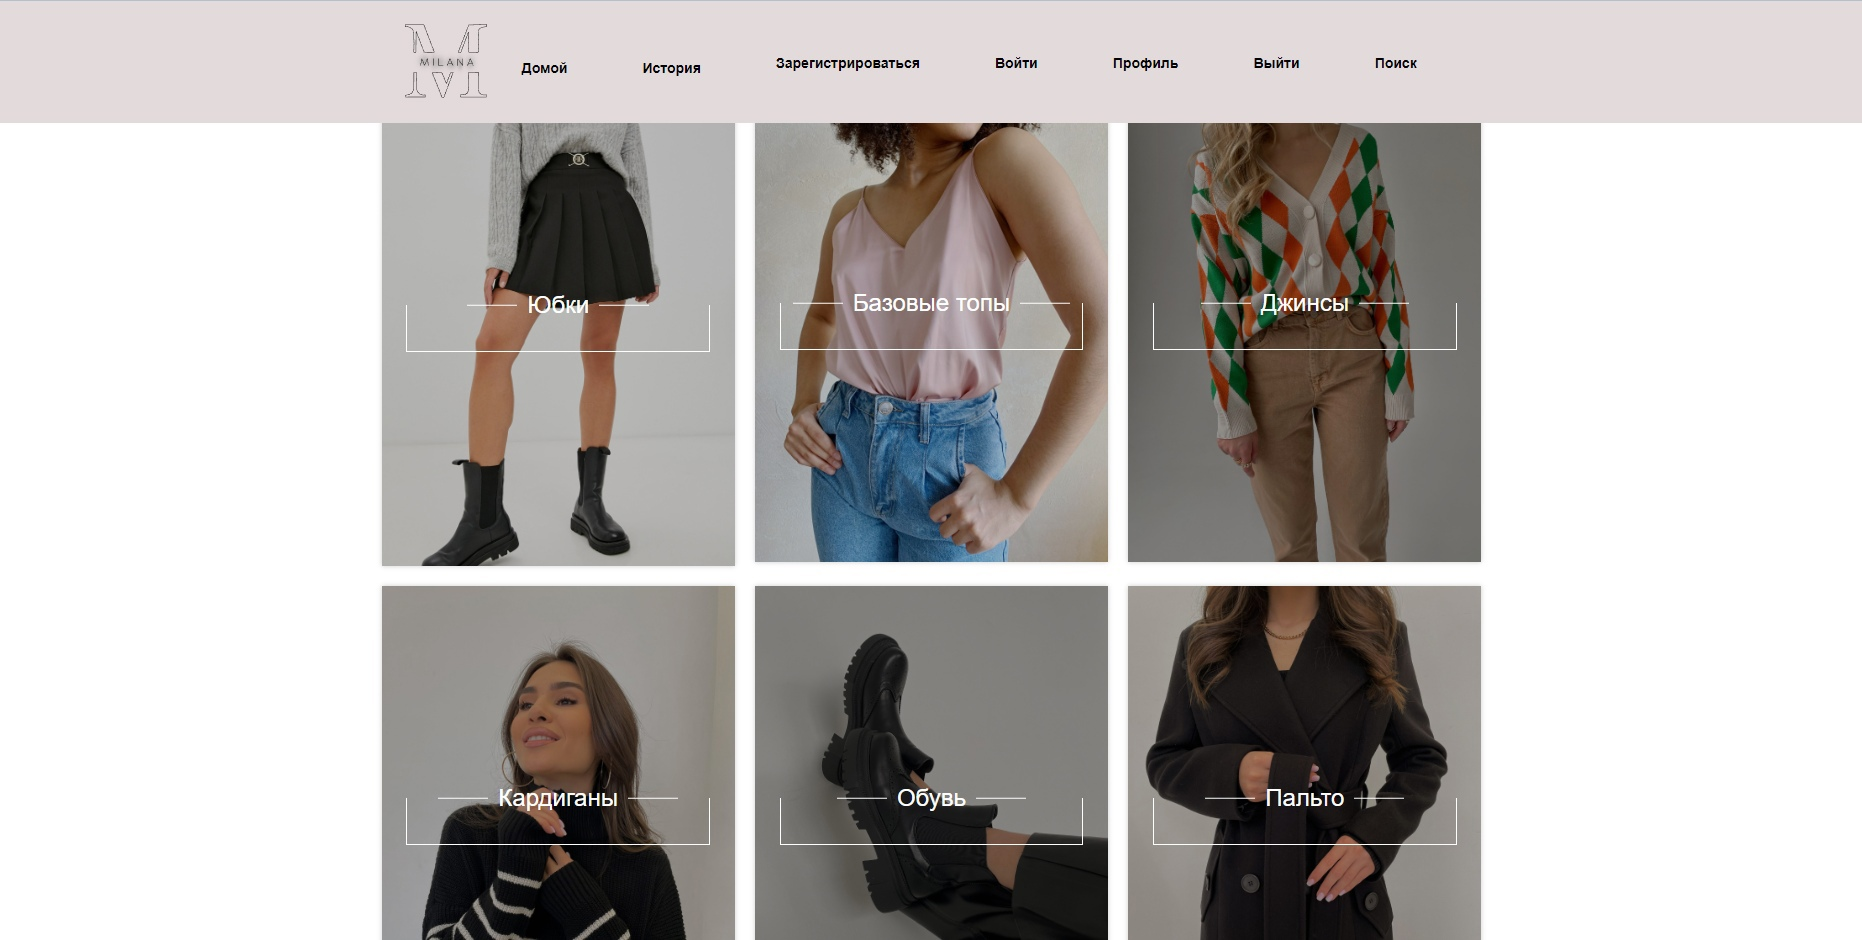 MILANA
Домой
История
Зарегистрироваться
Войти
Профиль
Выйти
Поиск
Юбки
Базовые топы
Джинсы
Кардиганы
Обувь
Пальто